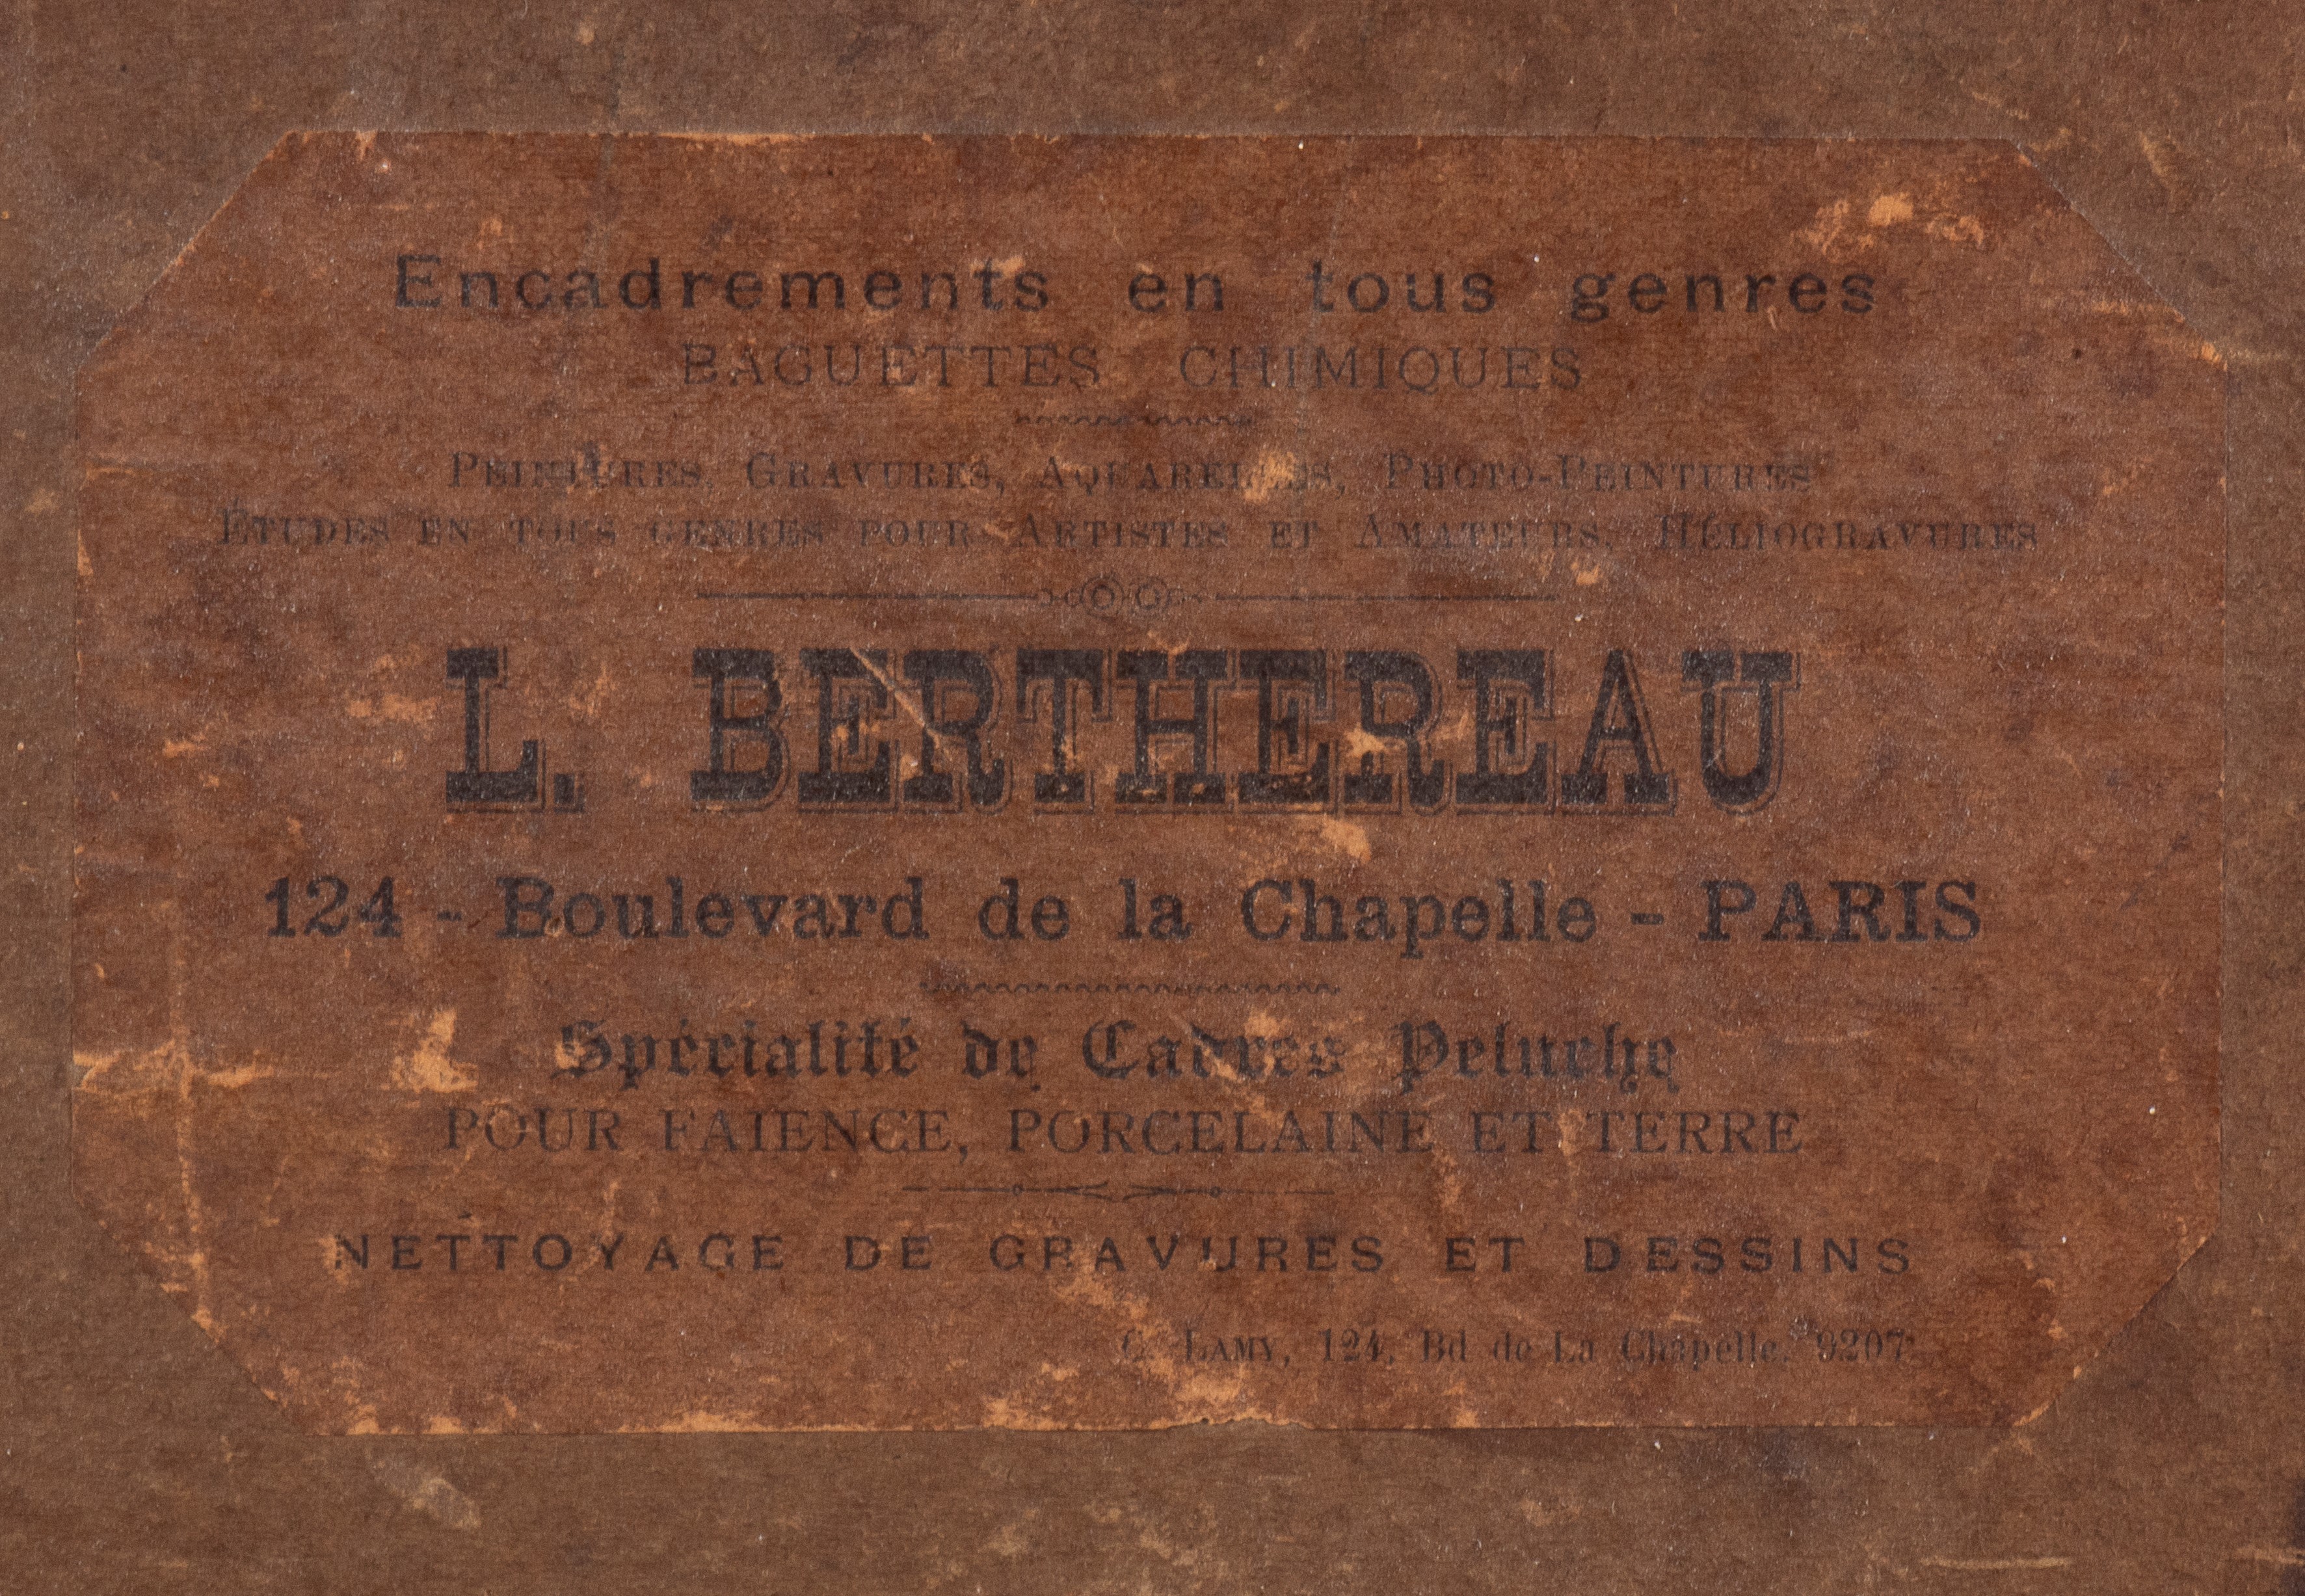 Encadrements en tous genres
BAGUETTES CHIMIQUES
PEINTURES, GRAVURES, AQUARELLES, PHOTO-PEINTURES
ÉTUDES EN TOUS GENRES POUR ARTISTES ET AMATEURS, HÉLIOGRAVURES
L. BERTHEREAU
124 - Boulevard de la Chapelle - PARIS
Spécialité de Cadres Peluche
POUR FAIENCE, PORCELAINE ET TERRE
NETTOYAGE DE GRAVURES ET DESSINS
C. LAMY, 124, Bd de La Chapelle. 9207